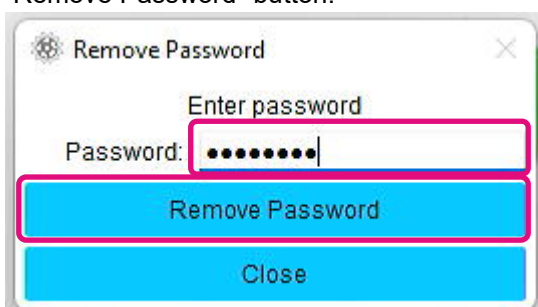 Remove Password" button.
Remove Password
Enter password
Password: ●●●●●●●●
Remove Password
Close